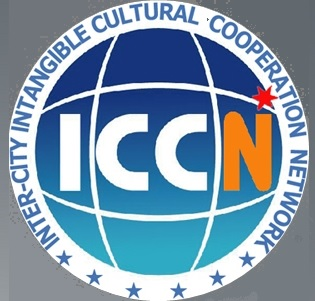 INTER-CITY INTANGIBLE CULTURAL COOPERATION NETWORK
ICCN